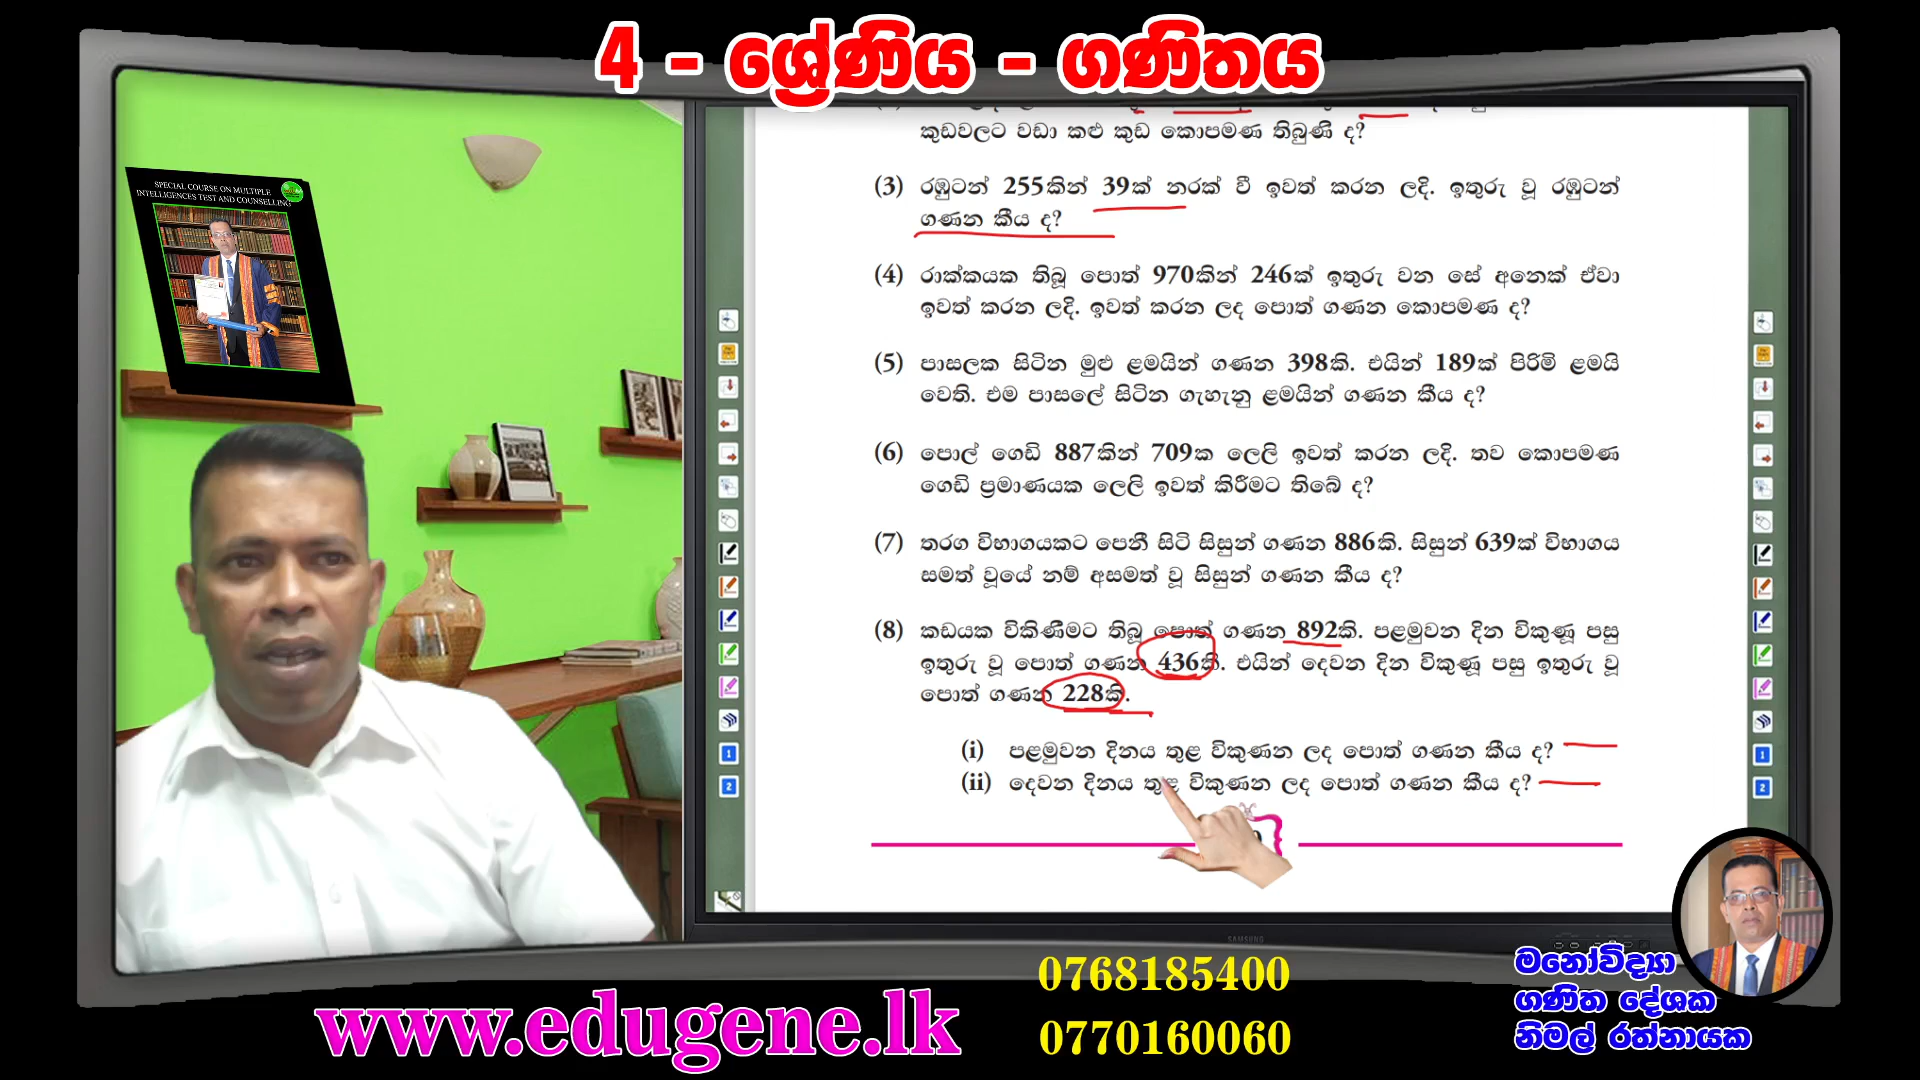 4 - ශ්‍රේණිය - ගණිතය
SPECIAL COURSE ON MULTIPLE
INTELLIGENCES TEST AND COUNSELLING
කුඩවලට වඩා කළු කුඩ කොපමණ තිබුණි ද?
(3) රඹුටන් 255කින් 39ක් නරක් වී ඉවත් කරන ලදි. ඉතුරු වූ රඹුටන්
ගණන කීය ද?
(4) රාක්කයක තිබූ පොත් 970කින් 246ක් ඉතුරු වන සේ අනෙක් ඒවා
ඉවත් කරන ලදි. ඉවත් කරන ලද පොත් ගණන කොපමණ ද?
(5) පාසලක සිටින මුළු ළමයින් ගණන 398කි. එයින් 189ක් පිරිමි ළමයි
වෙති. එම පාසලේ සිටින ගැහැනු ළමයින් ගණන කීය ද?
(6) පොල් ගෙඩි 887කින් 709ක ලෙලි ඉවත් කරන ලදි. තව කොපමණ
ගෙඩි ප්‍රමාණයක ලෙලි ඉවත් කිරීමට තිබේ ද?
(7) තරග විභාගයකට පෙනී සිටි සිසුන් ගණන 886කි. සිසුන් 639ක් විභාගය
සමත් වූයේ නම් අසමත් වූ සිසුන් ගණන කීය ද?
(8) කඩයක විකිණීමට තිබූ පොත් ගණන 892කි. පළමුවන දින විකුණූ පසු
ඉතුරු වූ පොත් ගණන 436කි. එයින් දෙවන දින විකුණූ පසු ඉතුරු වූ
පොත් ගණන 228කි.
(i) පළමුවන දිනය තුළ විකුණන ලද පොත් ගණන කීය ද?
(ii) දෙවන දිනය තුළ විකුණන ලද පොත් ගණන කීය ද?
SAMSUNG
www.edugene.lk
0768185400
0770160060
මනෝවිද්‍යා
ගණිත දේශක
නිමල් රත්නායක